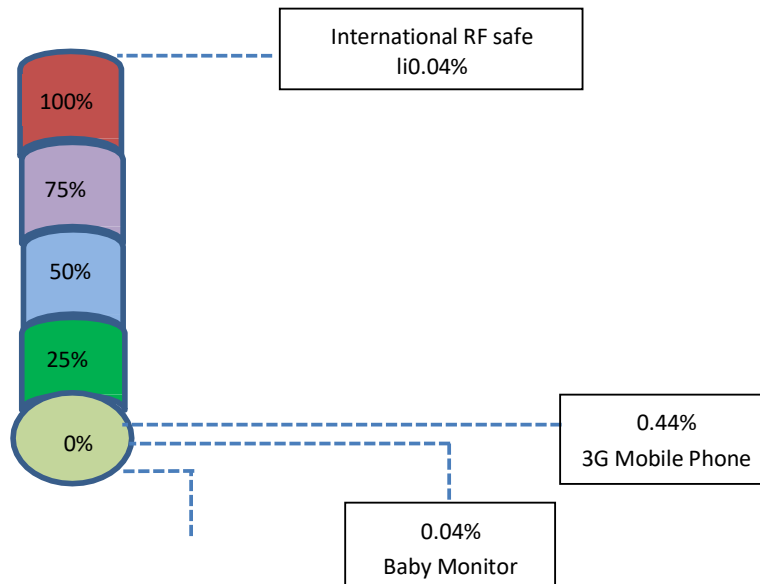 International RF safe
li0.04%
100%
75%
50%
25%
0%
0.44%
3G Mobile Phone
0.04%
Baby Monitor